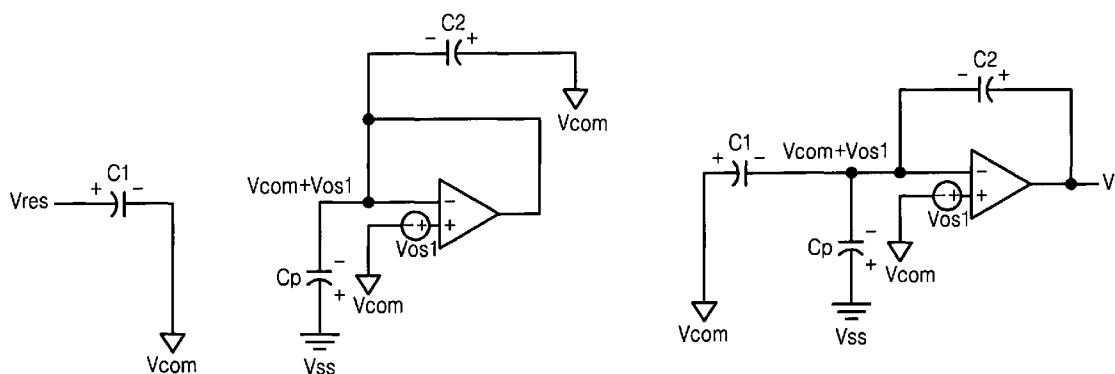 C2
- +
Vcom
C1
+ -
Vres
Vcom
Vcom+Vos1
-
- +
+
Vos1
-
Cp
+
Vcom
Vss
C2
- +
C1
+ -
Vcom+Vos1
-
V
- +
+
Vos1
-
Cp
+
Vcom
Vcom
Vss